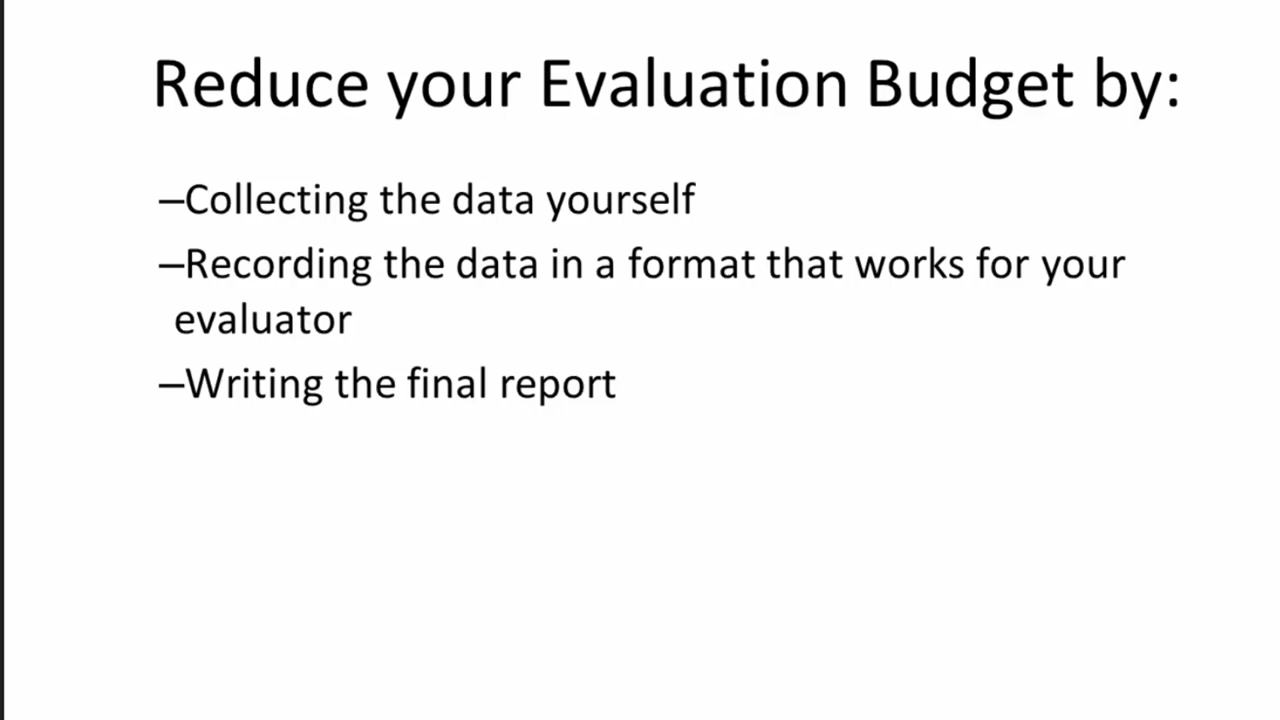 Reduce your Evaluation Budget by:
–Collecting the data yourself
–Recording the data in a format that works for your
evaluator
–Writing the final report